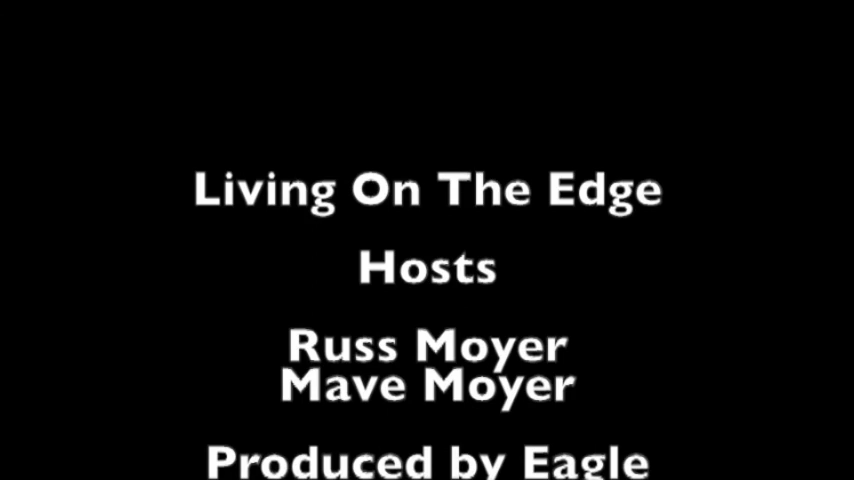 Living On The Edge
Hosts
Russ Moyer
Mave Moyer
Produced by Eagle